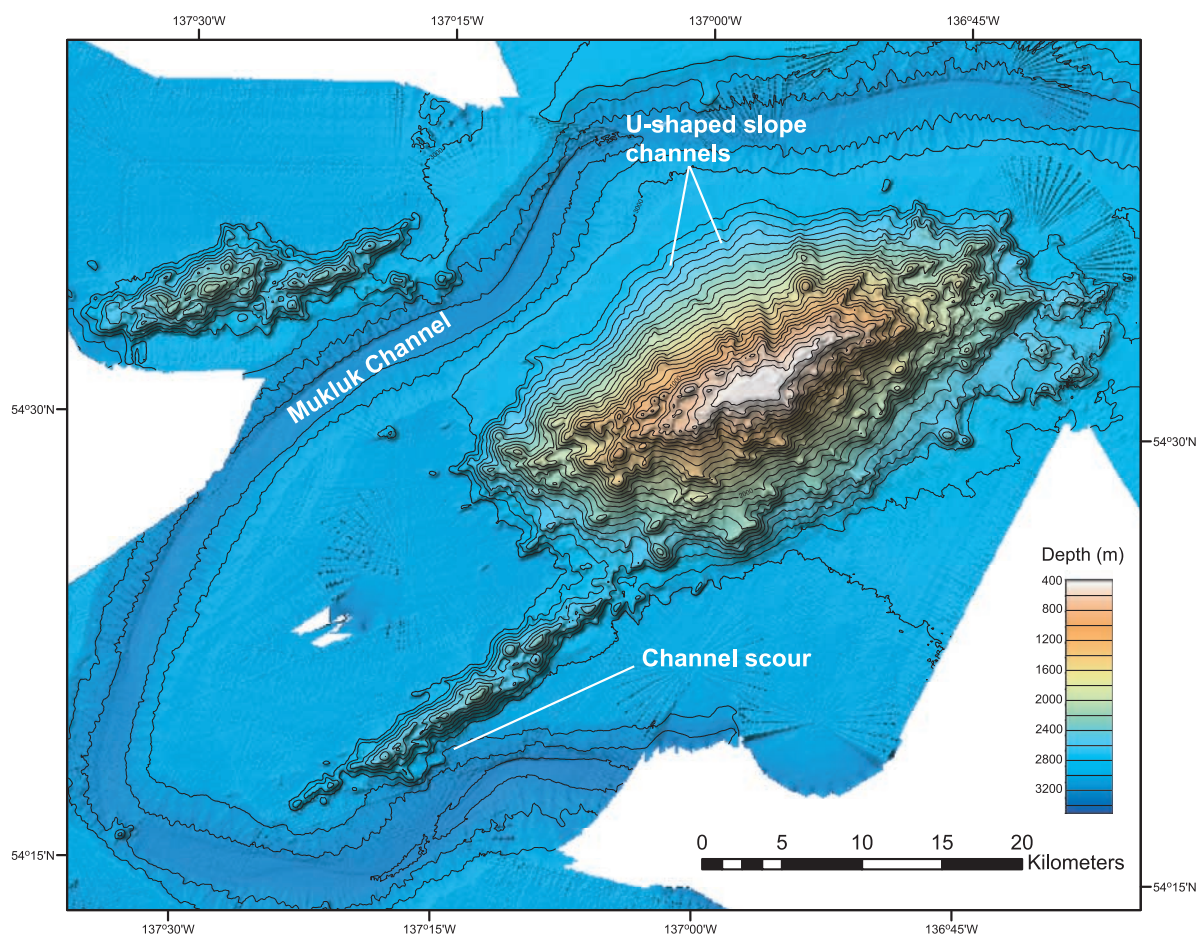 137°30'W 137°15'W 137°00'W 136°45'W
U-shaped slope
channels
Mukluk Channel
54°30'N
54°30'N
2000
Depth (m)
400
800
1200
1600
2000
2400
2800
3200
Channel scour
0 5 10 15 20
Kilometers
54°15'N
54°15'N
137°30'W 137°15'W 137°00'W 136°45'W